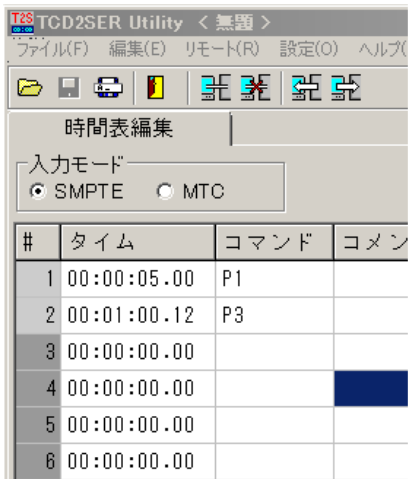 T2S TCD2SER Utility < 無題 >
ファイル(F) 編集(E) リモート(R) 設定(O) ヘルプ(
時間表編集
入力モード
SMPTE MTC
# タイム コマンド コメン
1 00:00:05.00 P1
2 00:01:00.12 P3
3 00:00:00.00
4 00:00:00.00
5 00:00:00.00
6 00:00:00.00